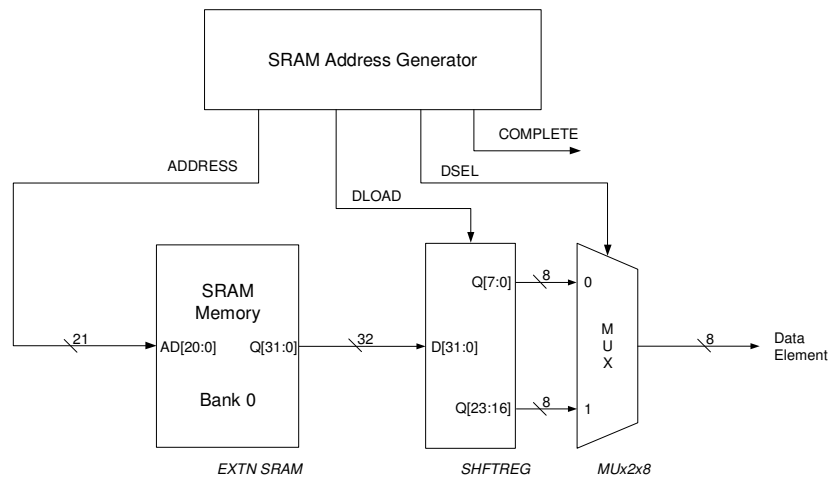 SRAM Address Generator
COMPLETE
ADDRESS
DSEL
DLOAD
SRAM
Memory
Q[7:0]
8
0
21
AD[20:0]
Q[31:0]
32
D[31:0]
M
U
X
8
Data
Element
Bank 0
Q[23:16]
8
1
EXTN SRAM
SHFTREG
MUx2x8